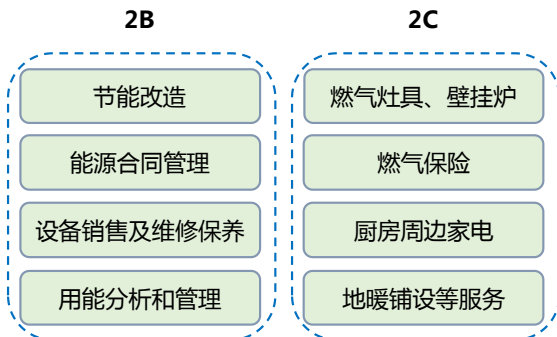 2B
节能改造
能源合同管理
设备销售及维修保养
用能分析和管理
2C
燃气灶具、壁挂炉
燃气保险
厨房周边家电
地暖铺设等服务